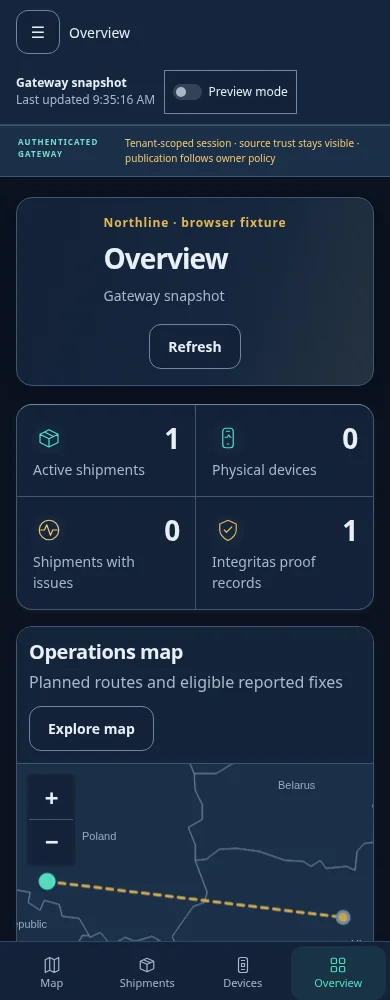 ☰ Overview
Gateway snapshot
Last updated 9:35:16 AM
Preview mode
AUTHENTICATED
GATEWAY
Tenant-scoped session · source trust stays visible ·
publication follows owner policy
Northline · browser fixture
Overview
Gateway snapshot
Refresh
1
Active shipments
0
Physical devices
0
Shipments with
issues
1
Integritas proof
records
Operations map
Planned routes and eligible reported fixes
Explore map
+
−
Belarus
Poland
epublic
Map
Shipments
Devices
Overview